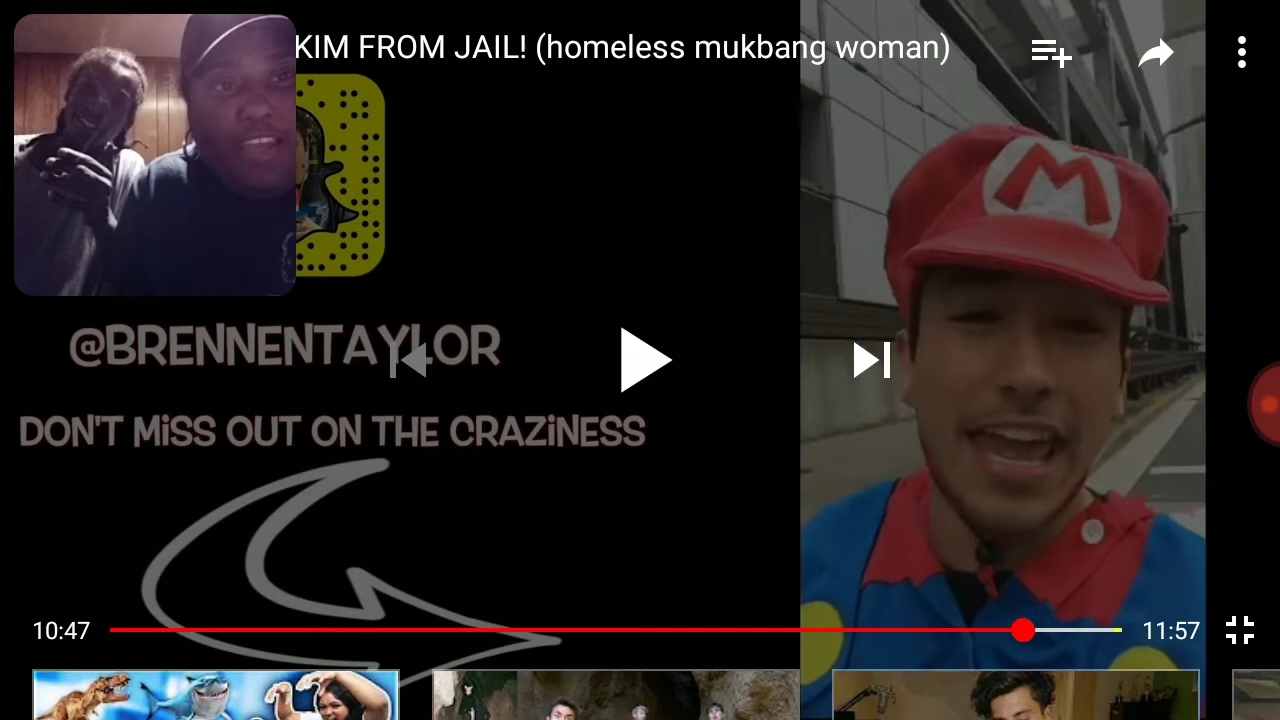 KIM FROM JAIL! (homeless mukbang woman)
M
@BRENNENTAYLOR
DON'T MiSS OUT ON THE CRAZiNESS
10:47
11:57